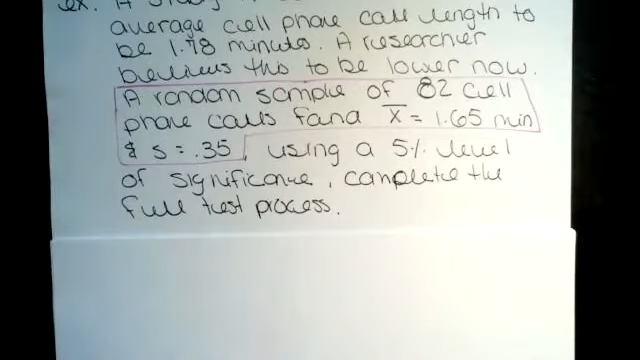 ex. A study
average cell phone call length to
be 1.78 minutes. A researcher
believes this to be lower now.
A random sample of 82 cell
phone calls found x̄ = 1.65 min
& s = .35, using a 5% level
of significance, complete the
full test process.